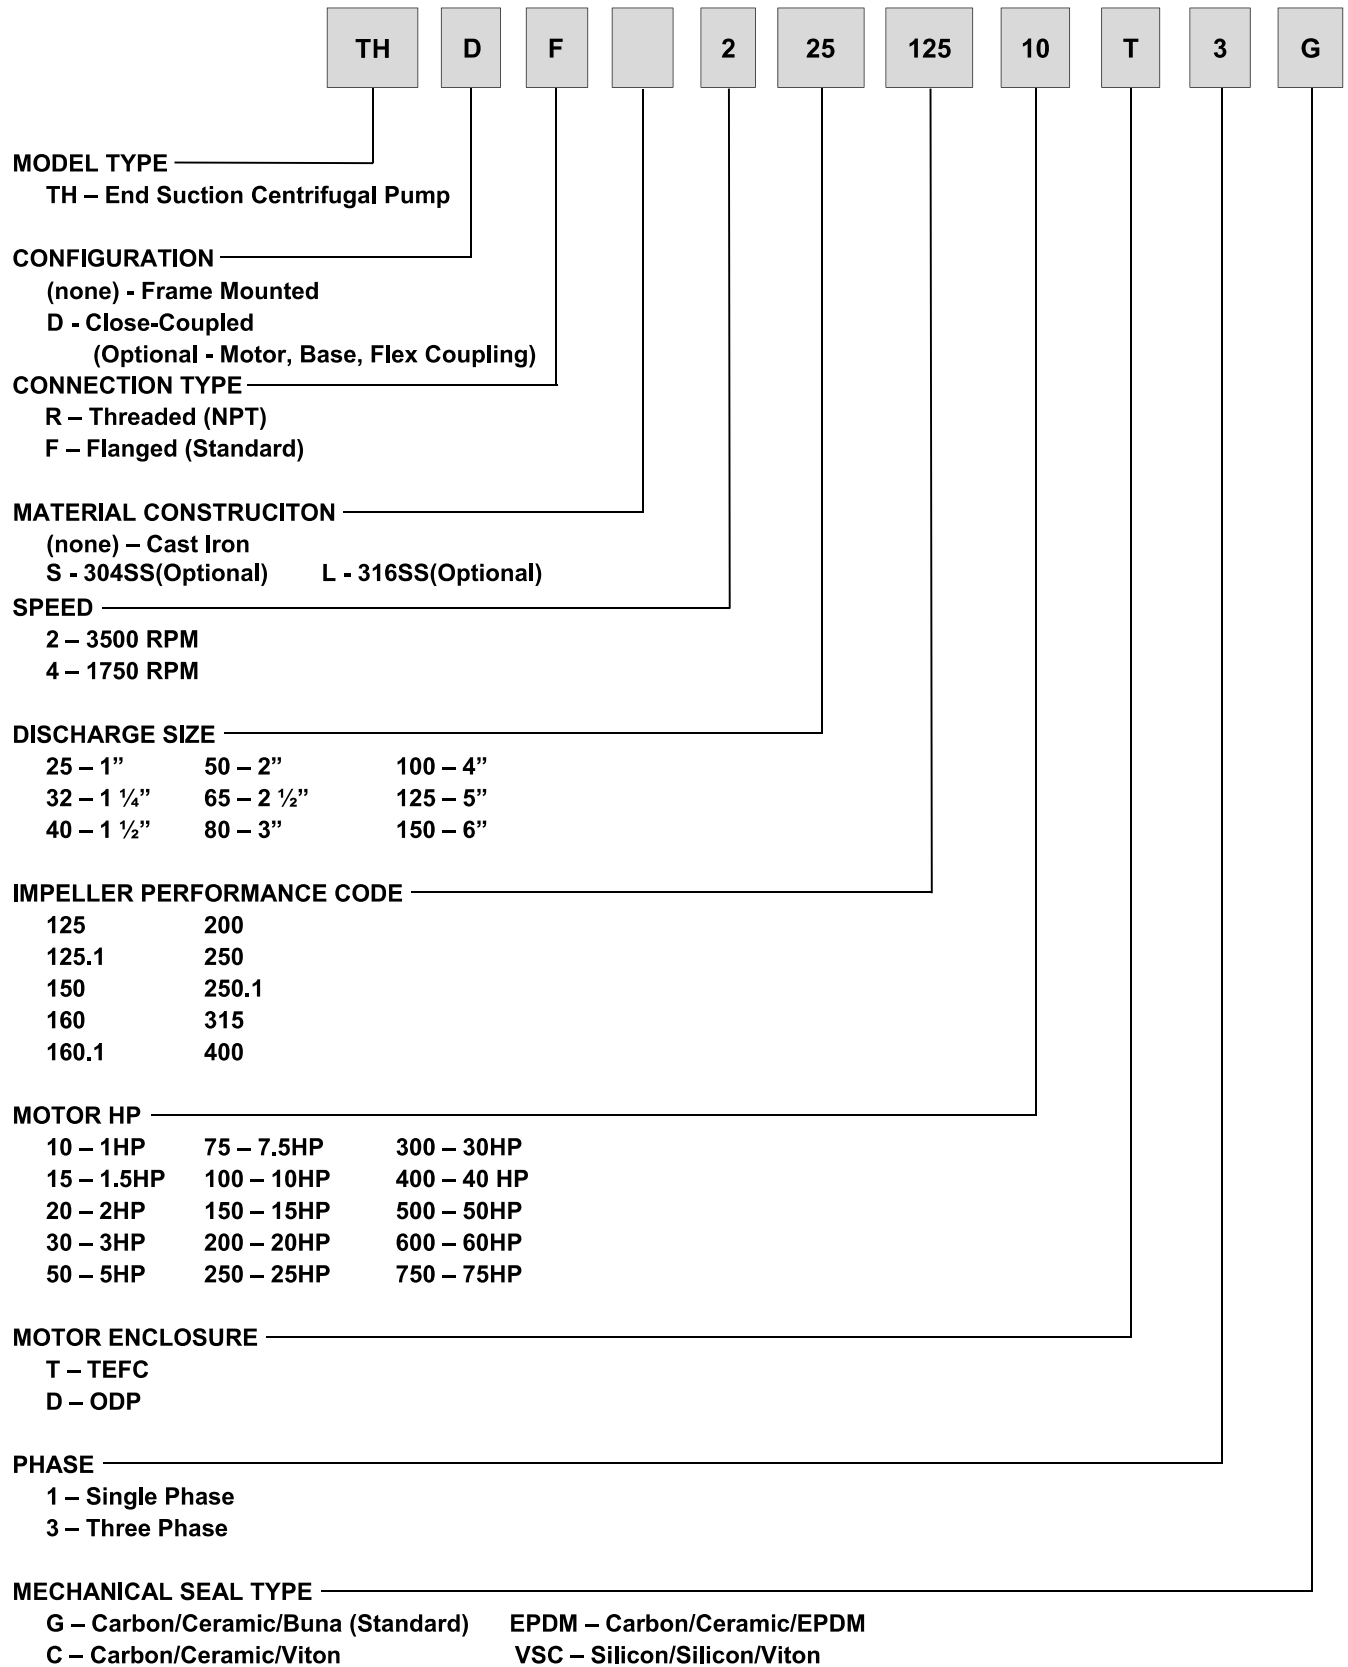 TH D F 2 25 125 10 T 3 G
MODEL TYPE
TH – End Suction Centrifugal Pump
CONFIGURATION
(none) - Frame Mounted
D - Close-Coupled
(Optional - Motor, Base, Flex Coupling)
CONNECTION TYPE
R – Threaded (NPT)
F – Flanged (Standard)
MATERIAL CONSTRUCITON
(none) – Cast Iron
S - 304SS(Optional) L - 316SS(Optional)
SPEED
2 – 3500 RPM
4 – 1750 RPM
DISCHARGE SIZE
25 – 1” 50 – 2” 100 – 4”
32 – 1 ¼” 65 – 2 ½” 125 – 5”
40 – 1 ½” 80 – 3” 150 – 6”
IMPELLER PERFORMANCE CODE
125 200
125.1 250
150 250.1
160 315
160.1 400
MOTOR HP
10 – 1HP 75 – 7.5HP 300 – 30HP
15 – 1.5HP 100 – 10HP 400 – 40 HP
20 – 2HP 150 – 15HP 500 – 50HP
30 – 3HP 200 – 20HP 600 – 60HP
50 – 5HP 250 – 25HP 750 – 75HP
MOTOR ENCLOSURE
T – TEFC
D – ODP
PHASE
1 – Single Phase
3 – Three Phase
MECHANICAL SEAL TYPE
G – Carbon/Ceramic/Buna (Standard) EPDM – Carbon/Ceramic/EPDM
C – Carbon/Ceramic/Viton VSC – Silicon/Silicon/Viton